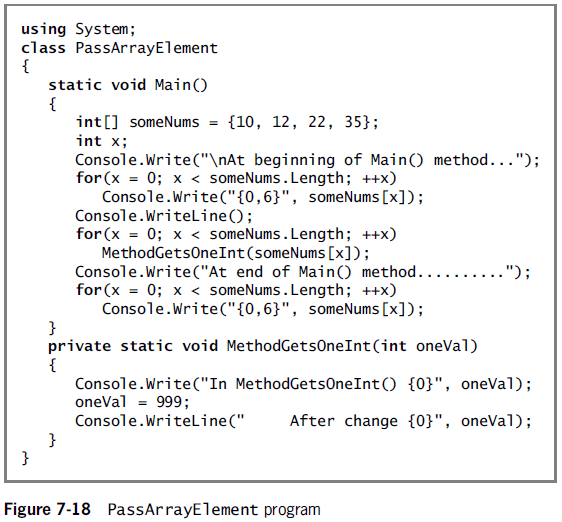 using System;
class PassArrayElement
{
   static void Main()
   {
      int[] someNums = {10, 12, 22, 35};
      int x;
      Console.Write("\nAt beginning of Main() method...");
      for(x = 0; x < someNums.Length; ++x)
         Console.Write("{0,6}", someNums[x]);
      Console.WriteLine();
      for(x = 0; x < someNums.Length; ++x)
         MethodGetsOneInt(someNums[x]);
      Console.Write("At end of Main() method..........");
      for(x = 0; x < someNums.Length; ++x)
         Console.Write("{0,6}", someNums[x]);
   }
   private static void MethodGetsOneInt(int oneVal)
   {
      Console.Write("In MethodGetsOneInt() {0}", oneVal);
      oneVal = 999;
      Console.WriteLine("     After change {0}", oneVal);
   }
}
Figure 7-18 PassArrayElement program